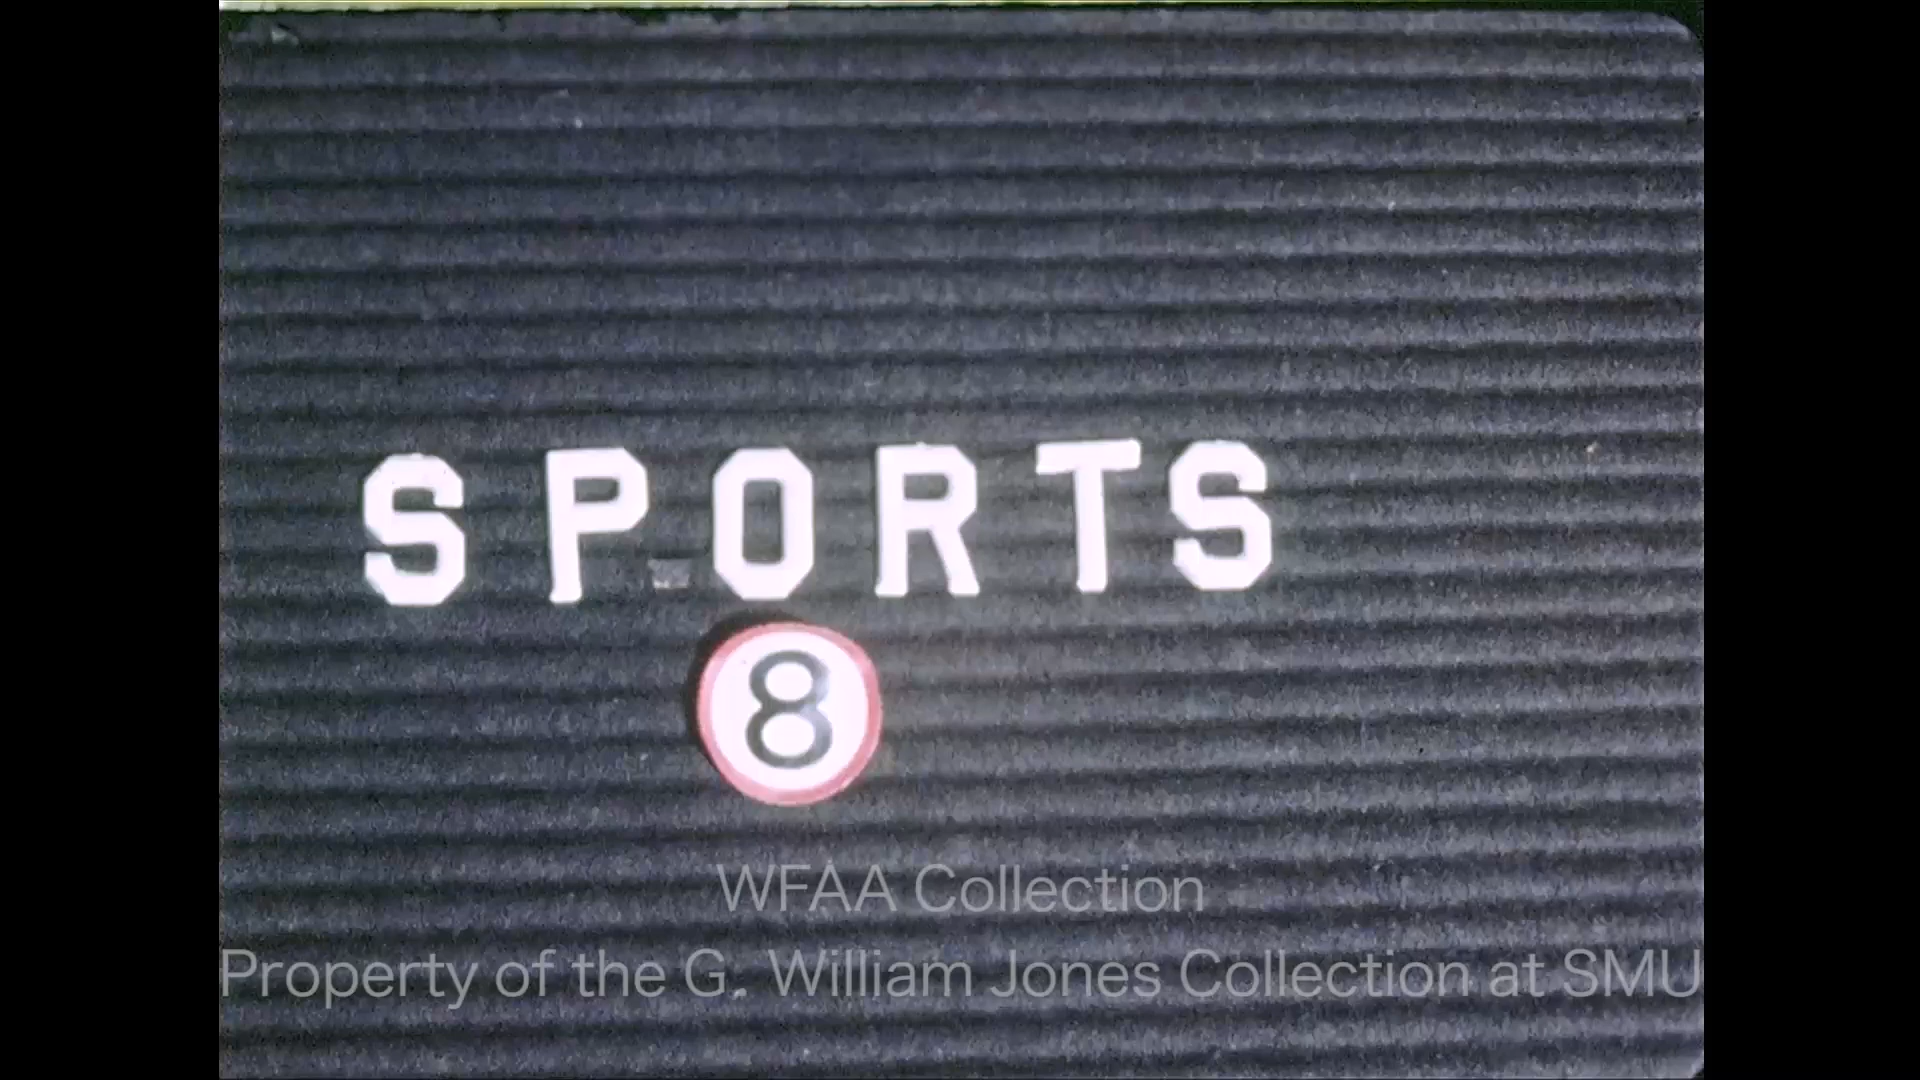 SPORTS
8
WFAA Collection
Property of the G. William Jones Collection at SMU